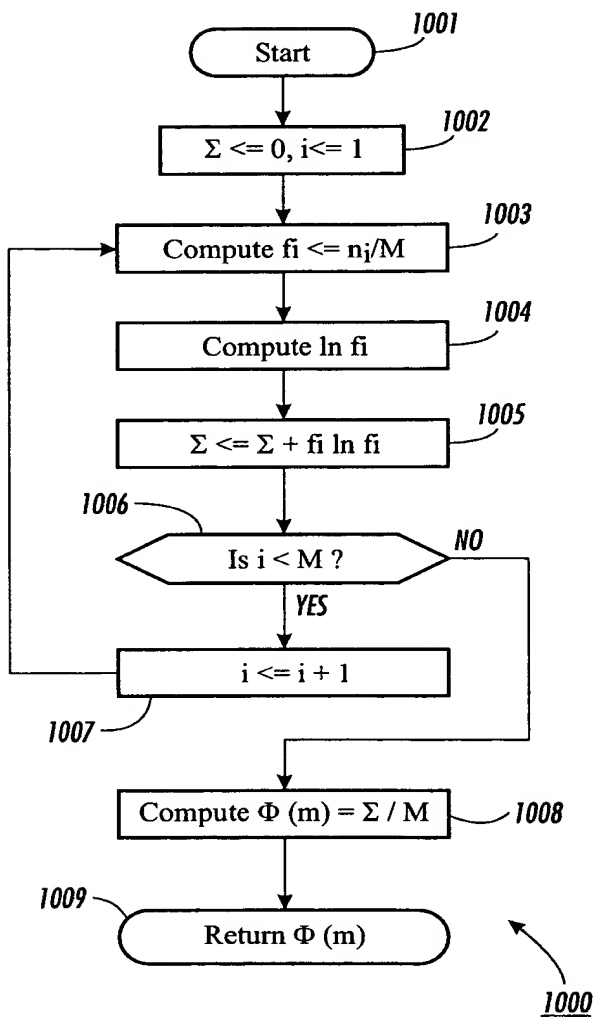 1001
Start
1002
Σ <= 0, i<= 1
1003
Compute fi <= ni/M
1004
Compute ln fi
1005
Σ <= Σ + fi ln fi
1006
NO
Is i < M ?
YES
i <= i + 1
1007
Compute Φ (m) = Σ / M
1008
1009
Return Φ (m)
1000